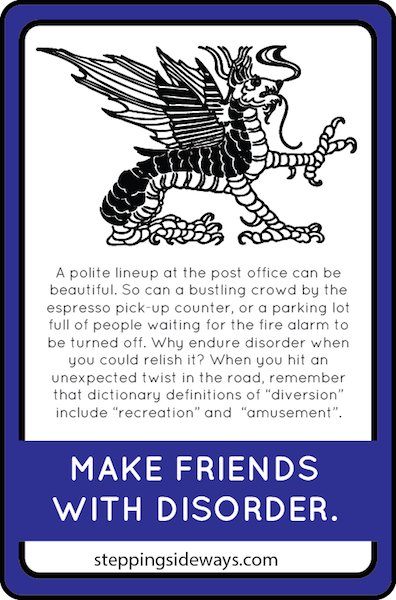 A polite lineup at the post office can be
beautiful. So can a bustling crowd by the
espresso pick-up counter, or a parking lot
full of people waiting for the fire alarm to
be turned off. Why endure disorder when
you could relish it? When you hit an
unexpected twist in the road, remember
that dictionary definitions of “diversion”
include “recreation” and “amusement”.
MAKE FRIENDS
WITH DISORDER.
steppingsideways.com